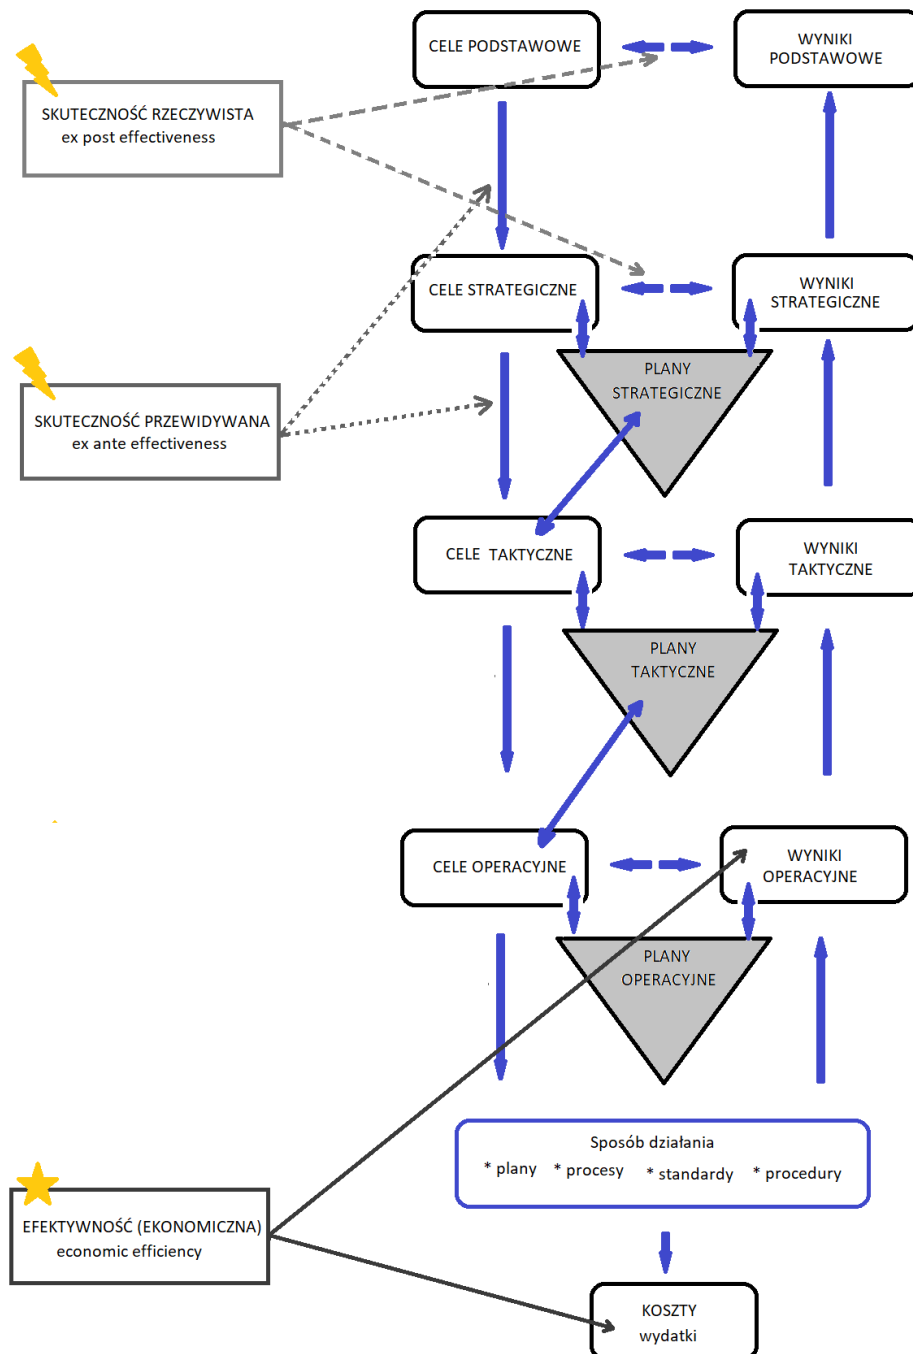 CELE PODSTAWOWE
WYNIKI
PODSTAWOWE
SKUTECZNOŚĆ RZECZYWISTA
ex post effectiveness
CELE STRATEGICZNE
WYNIKI
STRATEGICZNE
PLANY
STRATEGICZNE
SKUTECZNOŚĆ PRZEWIDYWANA
ex ante effectiveness
CELE TAKTYCZNE
WYNIKI
TAKTYCZNE
PLANY
TAKTYCZNE
CELE OPERACYJNE
WYNIKI
OPERACYJNE
PLANY
OPERACYJNE
Sposób działania
* plany * procesy * standardy * procedury
EFEKTYWNOŚĆ (EKONOMICZNA)
economic efficiency
KOSZTY
wydatki